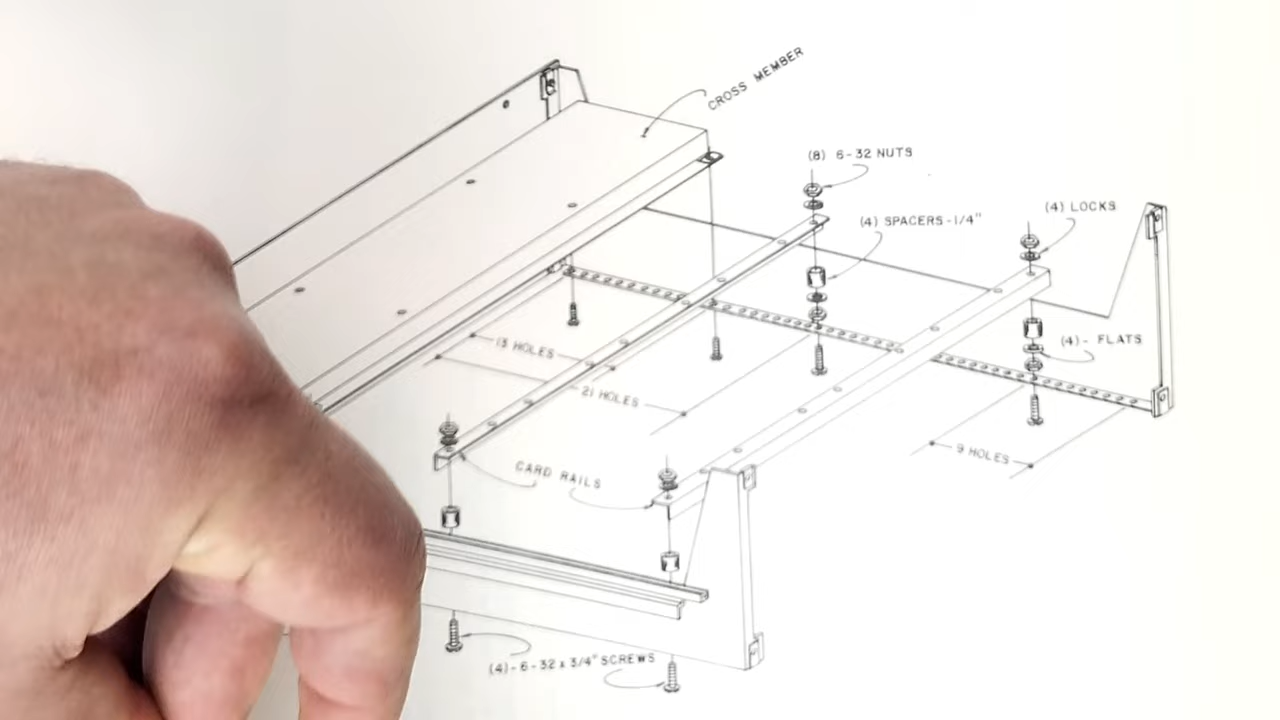 CROSS MEMBER
(8) 6-32 NUTS
(4) LOCKS
(4) SPACERS-1/4"
(4)- FLATS
13 HOLES
21 HOLES
9 HOLES
CARD RAILS
(4)-6-32 x 3/4" SCREWS